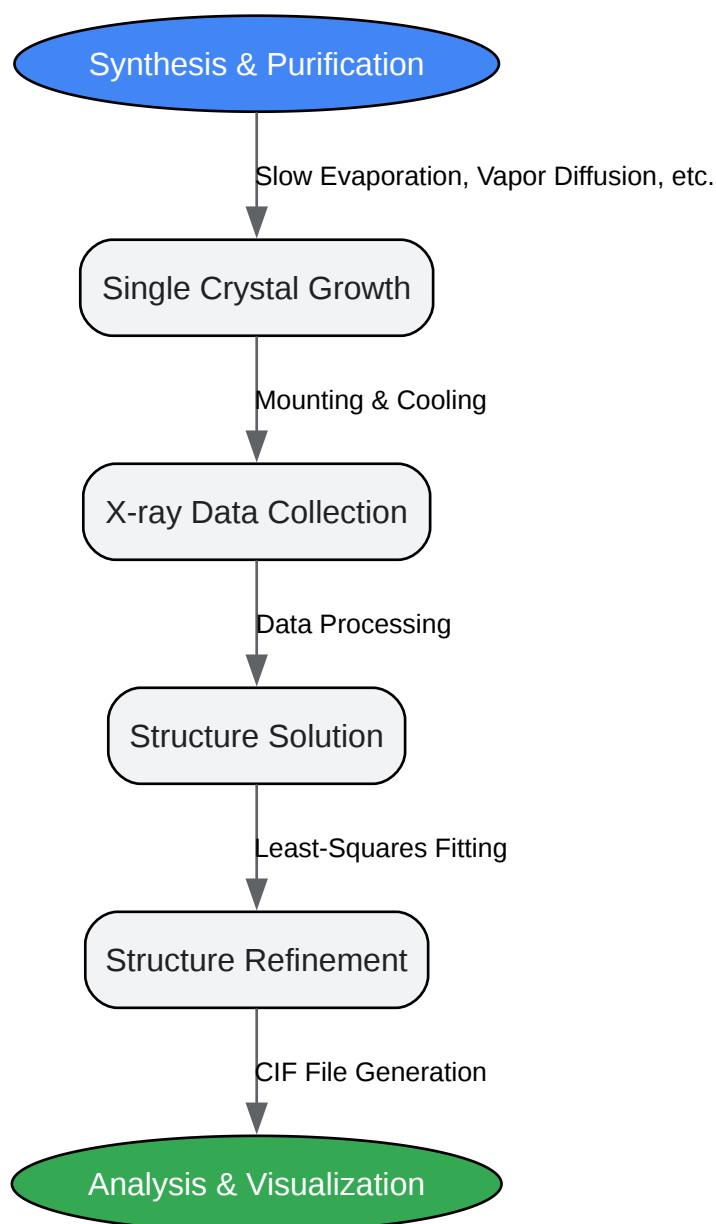 Synthesis & Purification
Slow Evaporation, Vapor Diffusion, etc.
Single Crystal Growth
Mounting & Cooling
X-ray Data Collection
Data Processing
Structure Solution
Least-Squares Fitting
Structure Refinement
CIF File Generation
Analysis & Visualization